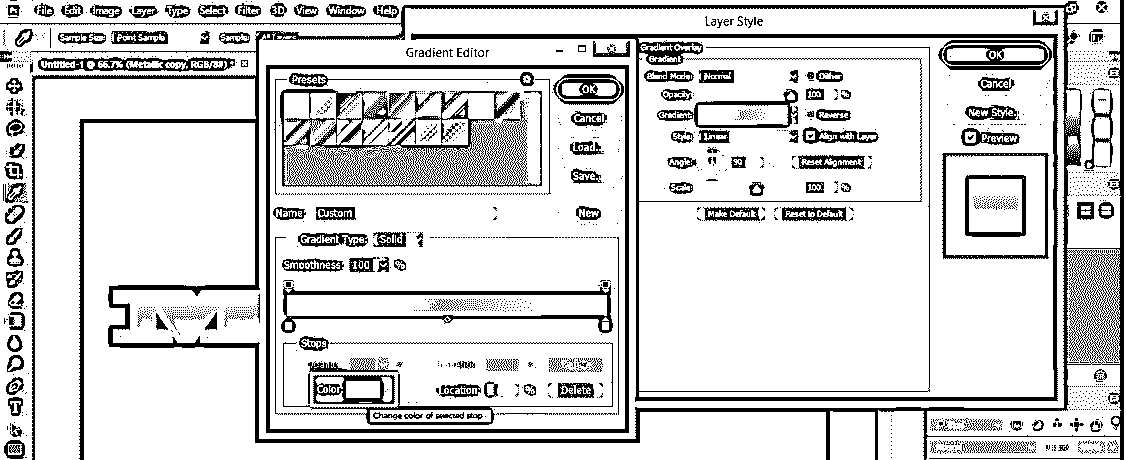 File Edit Image Layer Type Select Filter 3D View Window Help
Sample Size: Point Sample Sample:
Untitled-1 @ 66.7% (Metallic copy, RGB/8#)
Gradient Editor
Presets
OK
Cancel
Load...
Save...
Name: Custom
New
Gradient Type: Solid
Smoothness: 100 %
Stops
Color:
Location: %
Delete
Change color of selected stop
Layer Style
Gradient Overlay
Gradient
Blend Mode: Normal Dither
Opacity: 100 %
Gradient: Reverse
Style: Linear Align with Layer
Angle: 90 Reset Alignment
Scale: 100 %
Make Default Reset to Default
OK
Cancel
New Style...
Preview